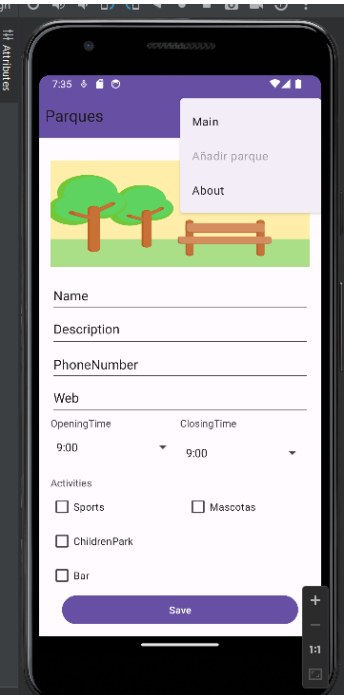 Attributes
7:35
Parques
Main
Añadir parque
About
Name
Description
PhoneNumber
Web
OpeningTime ClosingTime
9:00 9:00
Activities
Sports Mascotas
ChildrenPark
Bar
Save
1:1